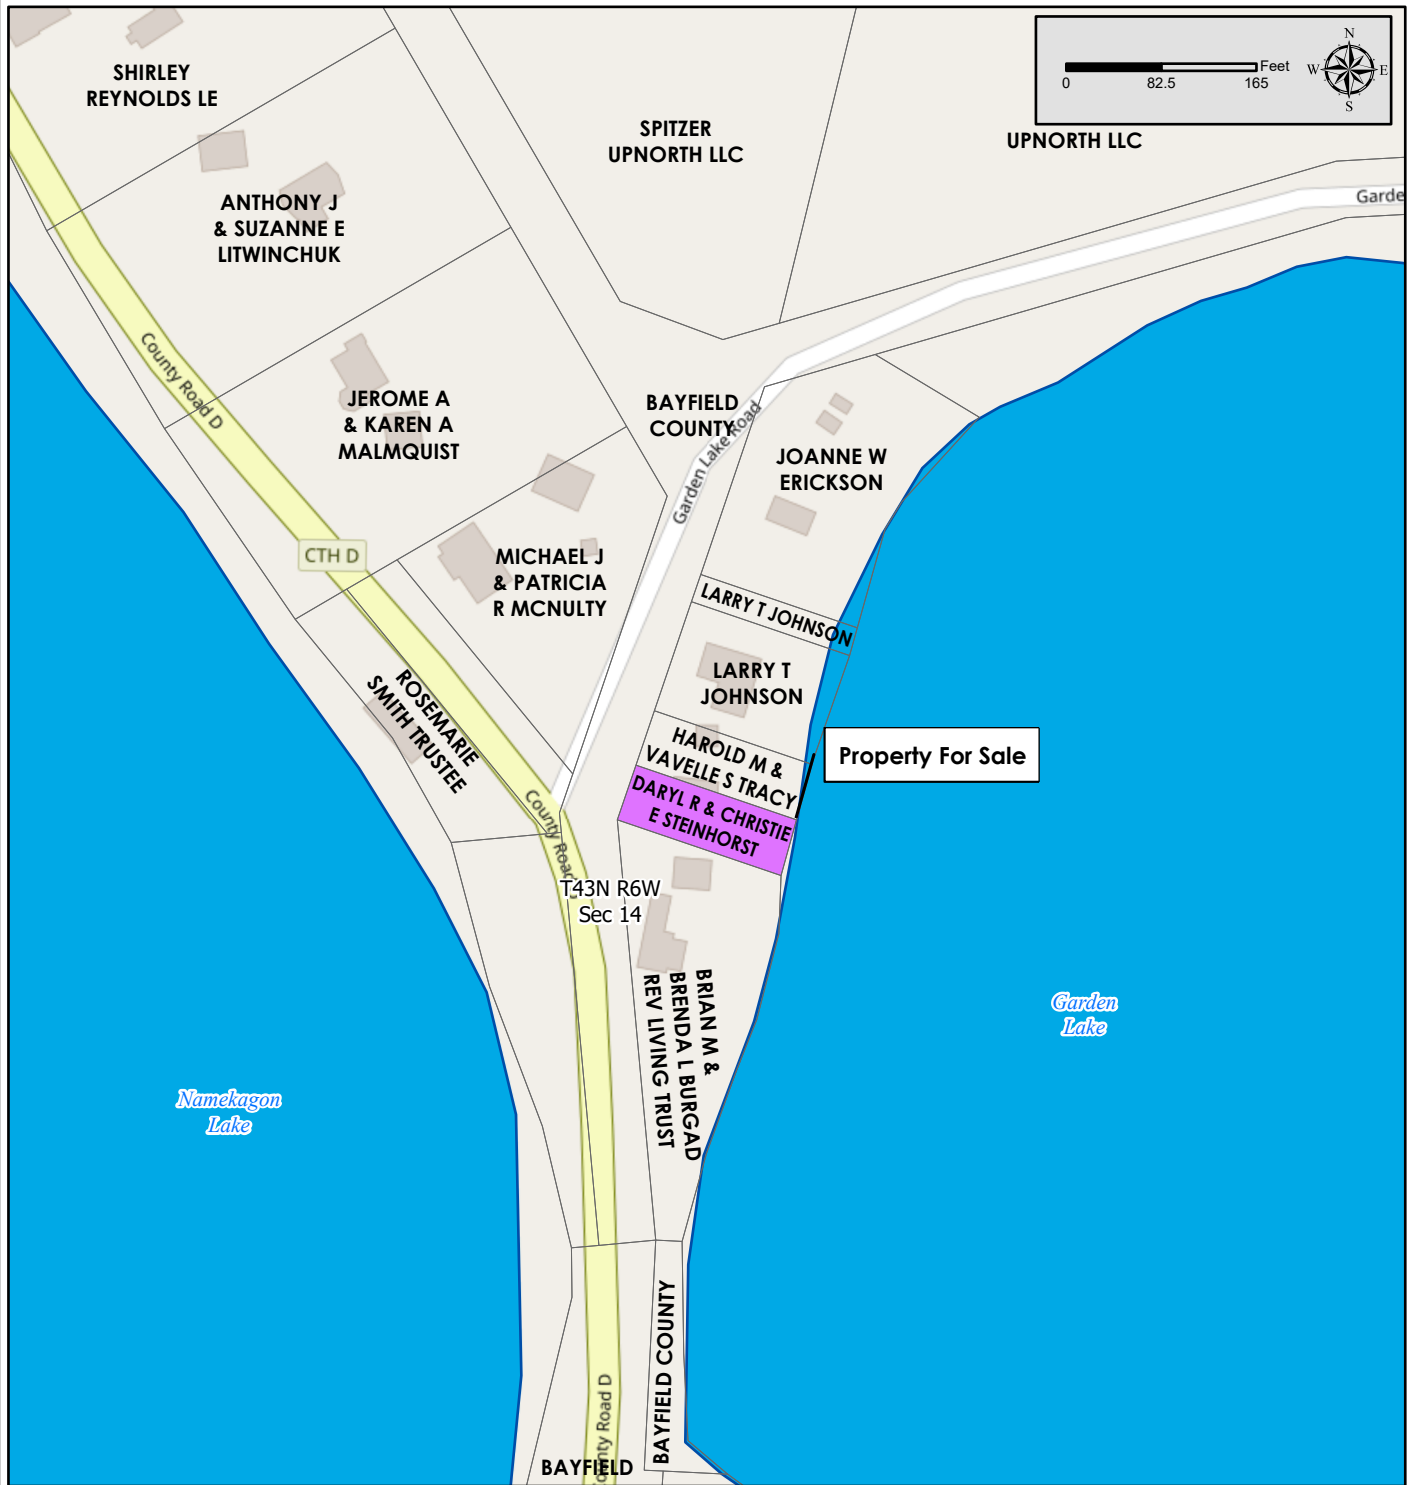 SHIRLEY
REYNOLDS LE
SPITZER
UPNORTH LLC
UPNORTH LLC
Feet
0 82.5 165
N
W E
S
Garde
ANTHONY J
& SUZANNE E
LITWINCHUK
County Road D
JEROME A
& KAREN A
MALMQUIST
BAYFIELD
COUNTY
Garden Lake Road
JOANNE W
ERICKSON
CTH D
MICHAEL J
& PATRICIA
R MCNULTY
LARRY T JOHNSON
LARRY T
JOHNSON
ROSEMARIE
SMITH TRUSTEE
HAROLD M &
VAVELLE S TRACY
Property For Sale
DARYL R & CHRISTIE
E STEINHORST
County Road
T43N R6W
Sec 14
BRIAN M &
BRENDA L BURGAD
REV LIVING TRUST
Garden
Lake
Namekagon
Lake
BAYFIELD COUNTY
County Road D
BAYFIELD